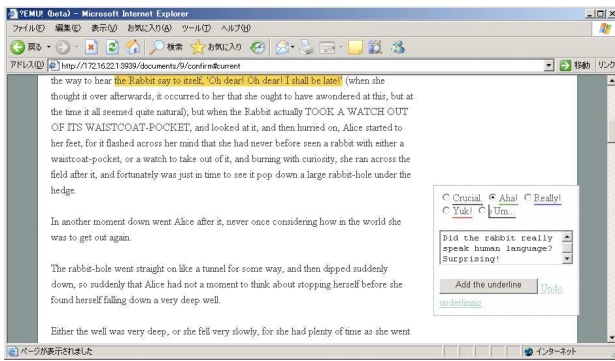 ?EMU! (beta) - Microsoft Internet Explorer
ファイル(F) 編集(E) 表示(V) お気に入り(A) ツール(T) ヘルプ(H)
戻る 検索 お気に入り
アドレス(D) http://172.16.22.1:3939/documents/9/confirm#current 移動 リンク
the way to hear the Rabbit say to itself, 'Oh dear! Oh dear! I shall be late!' (when she
thought it over afterwards, it occurred to her that she ought to have awondered at this, but at
the time it all seemed quite natural); but when the Rabbit actually TOOK A WATCH OUT
OF ITS WAISTCOAT-POCKET, and looked at it, and then hurried on, Alice started to
her feet, for it flashed across her mind that she had never before seen a rabbit with either a
waistcoat-pocket, or a watch to take out of it, and burning with curiosity, she ran across the
field after it, and fortunately was just in time to see it pop down a large rabbit-hole under the
hedge.
In another moment down went Alice after it, never once considering how in the world she
was to get out again.
The rabbit-hole went straight on like a tunnel for some way, and then dipped suddenly
down, so suddenly that Alice had not a moment to think about stopping herself before she
found herself falling down a very deep well.
Either the well was very deep, or she fell very slowly, for she had plenty of time as she went
Crucial. Aha! Really!
Yuk! Um...
Did the rabbit really
speak human language?
Surprising!
Add the underline Undo
underlining
ページが表示されました インターネット